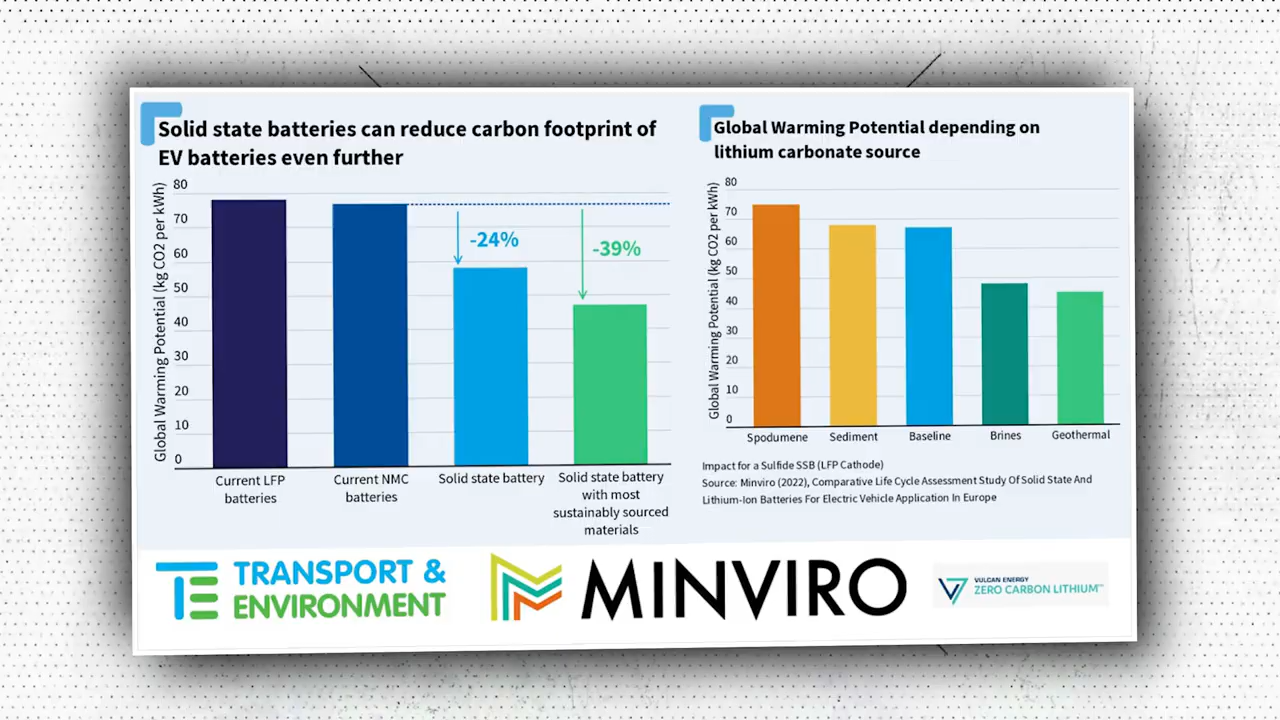 Solid state batteries can reduce carbon footprint of
EV batteries even further
Global Warming Potential (kg CO2 per kWh)
80
70
60
50
40
30
20
10
0
-24%
-39%
Current LFP
batteries
Current NMC
batteries
Solid state battery
Solid state battery
with most
sustainably sourced
materials
Global Warming Potential depending on
lithium carbonate source
Global Warming Potential (kg CO2 per kWh)
80
70
60
50
40
30
20
10
0
Spodumene
Sediment
Baseline
Brines
Geothermal
Impact for a Sulfide SSB (LFP Cathode)
Source: Minviro (2022), Comparative Life Cycle Assessment Study Of Solid State And
Lithium-Ion Batteries For Electric Vehicle Application In Europe
TE TRANSPORT &
ENVIRONMENT
MINVIRO
VULCAN ENERGY
ZERO CARBON LITHIUM™